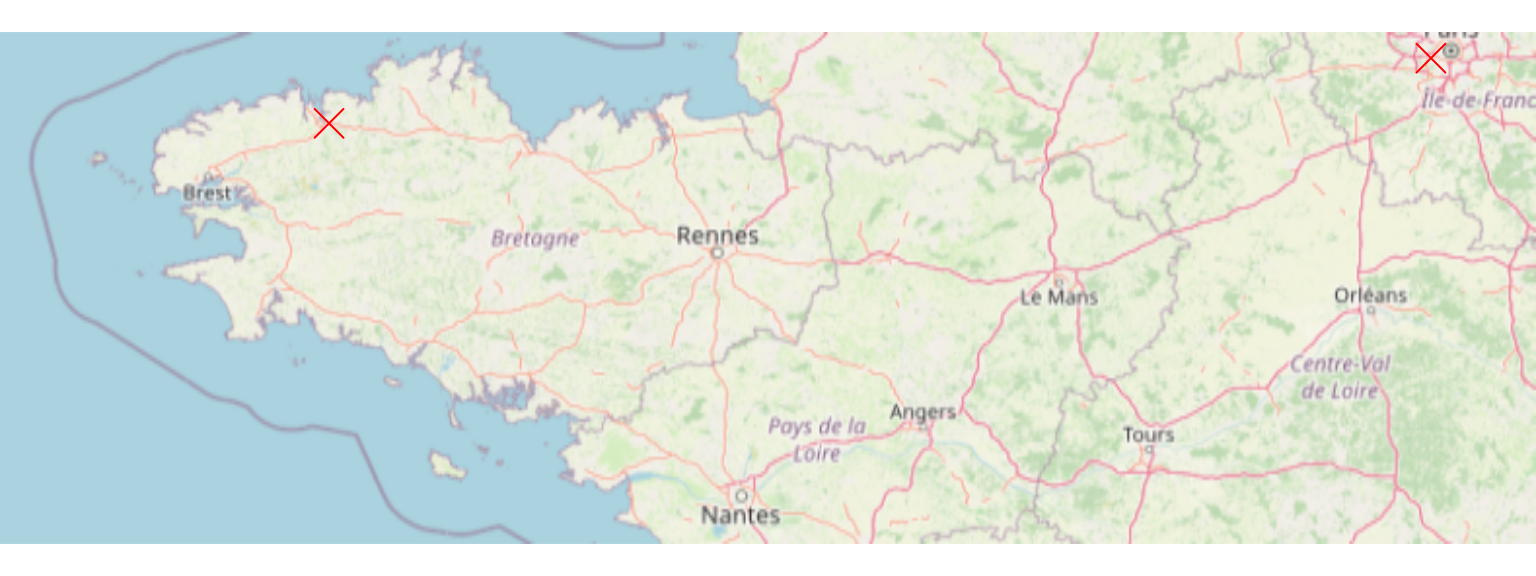 Paris
Île-de-Franc
Brest
Bretagne
Rennes
Le Mans
Orléans
Centre-Val
de Loire
Angers
Pays de la
Loire
Tours
Nantes